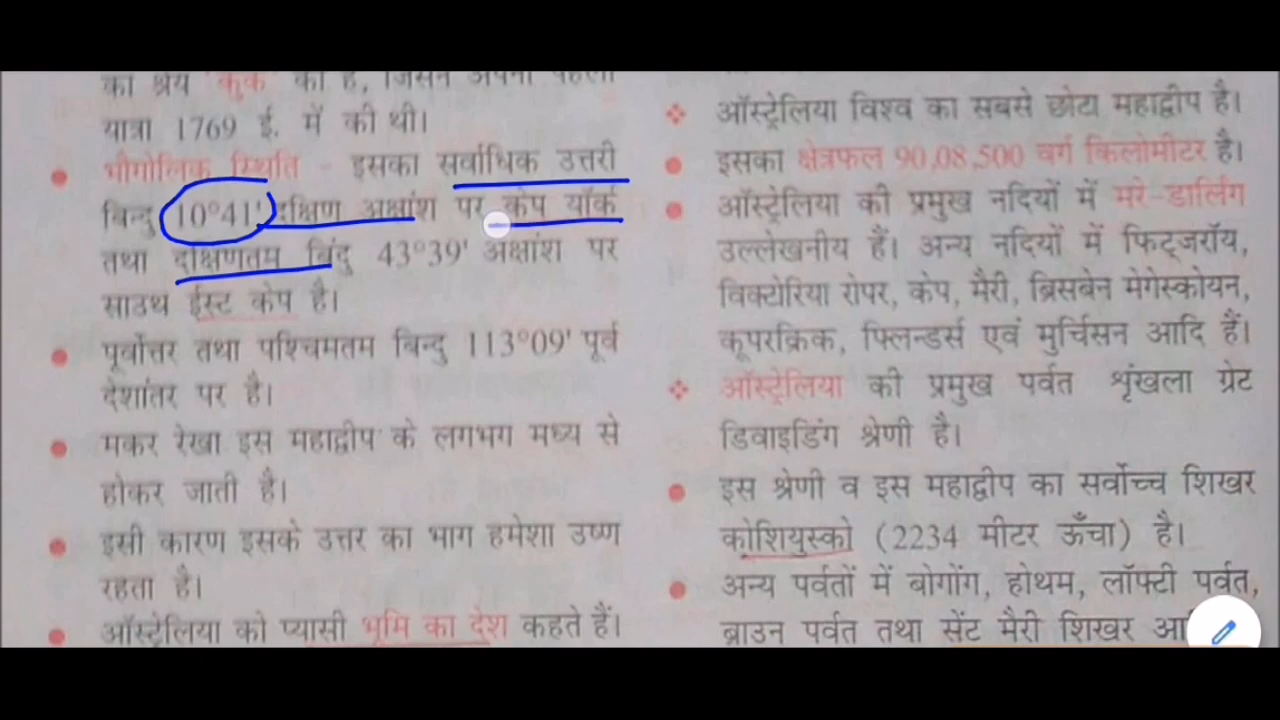 का श्रेय 'कुक' को है, जिसने अपनी पहली
यात्रा 1769 ई. में की थी।
भौगोलिक स्थिति - इसका सर्वाधिक उत्तरी
बिन्दु 10°41' दक्षिण अक्षांश पर केप यॉर्क
तथा दक्षिणतम बिंदु 43°39' अक्षांश पर
साउथ ईस्ट केप है।
पूर्वोत्तर तथा पश्चिमतम बिन्दु 113°09' पूर्व
देशांतर पर है।
मकर रेखा इस महाद्वीप के लगभग मध्य से
होकर जाती है।
इसी कारण इसके उत्तर का भाग हमेशा उष्ण
रहता है।
ऑस्ट्रेलिया को प्यासी भूमि का देश कहते हैं।
ऑस्ट्रेलिया विश्व का सबसे छोटा महाद्वीप है।
इसका क्षेत्रफल 90,08,500 वर्ग किलोमीटर है।
ऑस्ट्रेलिया की प्रमुख नदियों में मरे-डार्लिंग
उल्लेखनीय हैं। अन्य नदियों में फिट्जरॉय,
विक्टोरिया रोपर, केप, मैरी, ब्रिसबेन मेगेस्कोयन,
कूपरक्रिक, फ्लिन्डर्स एवं मुर्चिसन आदि हैं।
ऑस्ट्रेलिया की प्रमुख पर्वत शृंखला ग्रेट
डिवाइडिंग श्रेणी है।
इस श्रेणी व इस महाद्वीप का सर्वोच्च शिखर
कोशियुस्को (2234 मीटर ऊँचा) है।
अन्य पर्वतों में बोगोंग, होथम, लॉफ्टी पर्वत,
ब्राउन पर्वत तथा सेंट मैरी शिखर